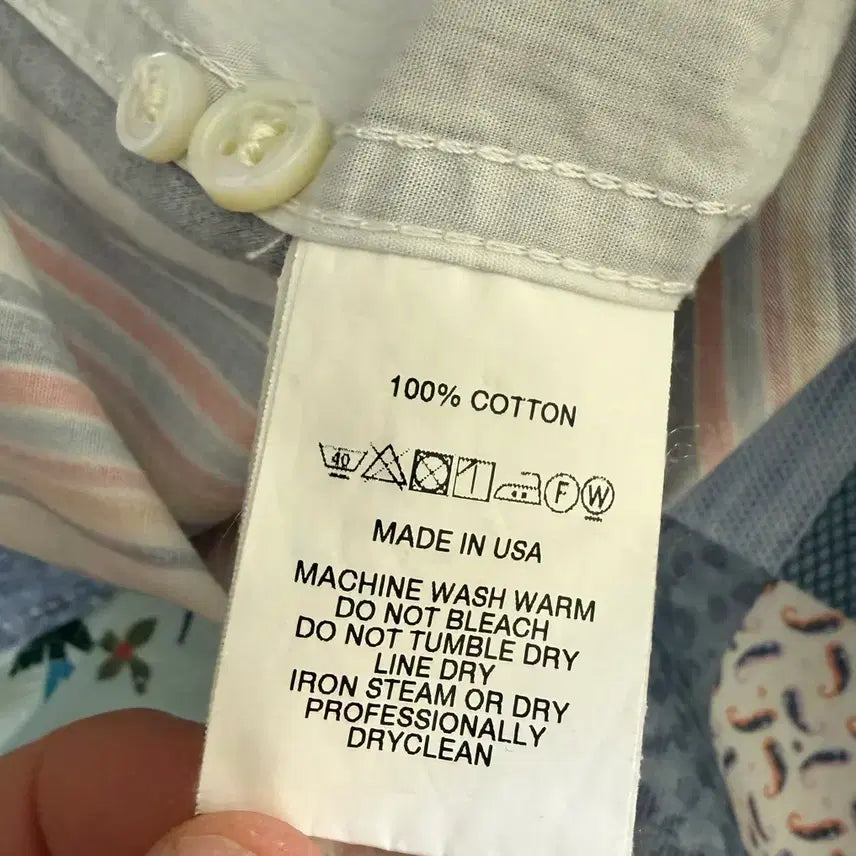 100% COTTON
40 F W
MADE IN USA
MACHINE WASH WARM
DO NOT BLEACH
DO NOT TUMBLE DRY
LINE DRY
IRON STEAM OR DRY
PROFESSIONALLY
DRYCLEAN